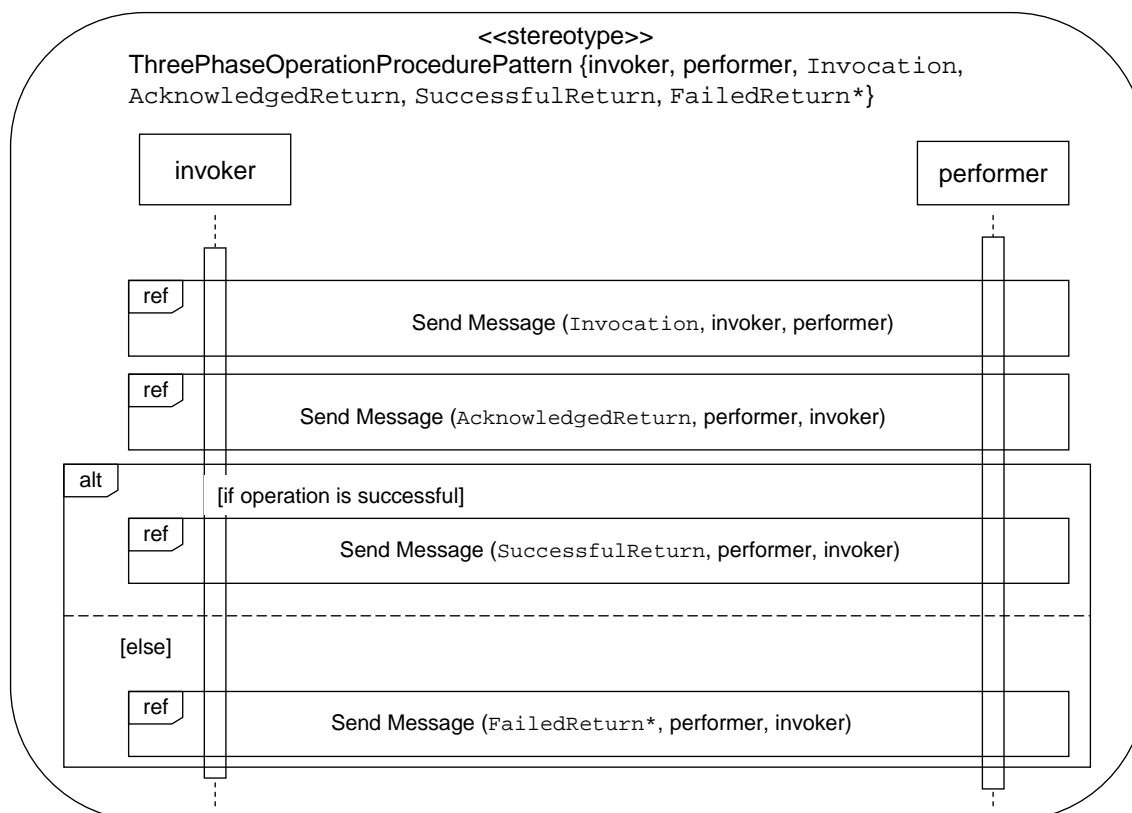 <<stereotype>>
ThreePhaseOperationProcedurePattern {invoker, performer, Invocation,
AcknowledgedReturn, SuccessfulReturn, FailedReturn*}
invoker
performer
ref
Send Message (Invocation, invoker, performer)
ref
Send Message (AcknowledgedReturn, performer, invoker)
alt
[if operation is successful]
ref
Send Message (SuccessfulReturn, performer, invoker)
[else]
ref
Send Message (FailedReturn*, performer, invoker)